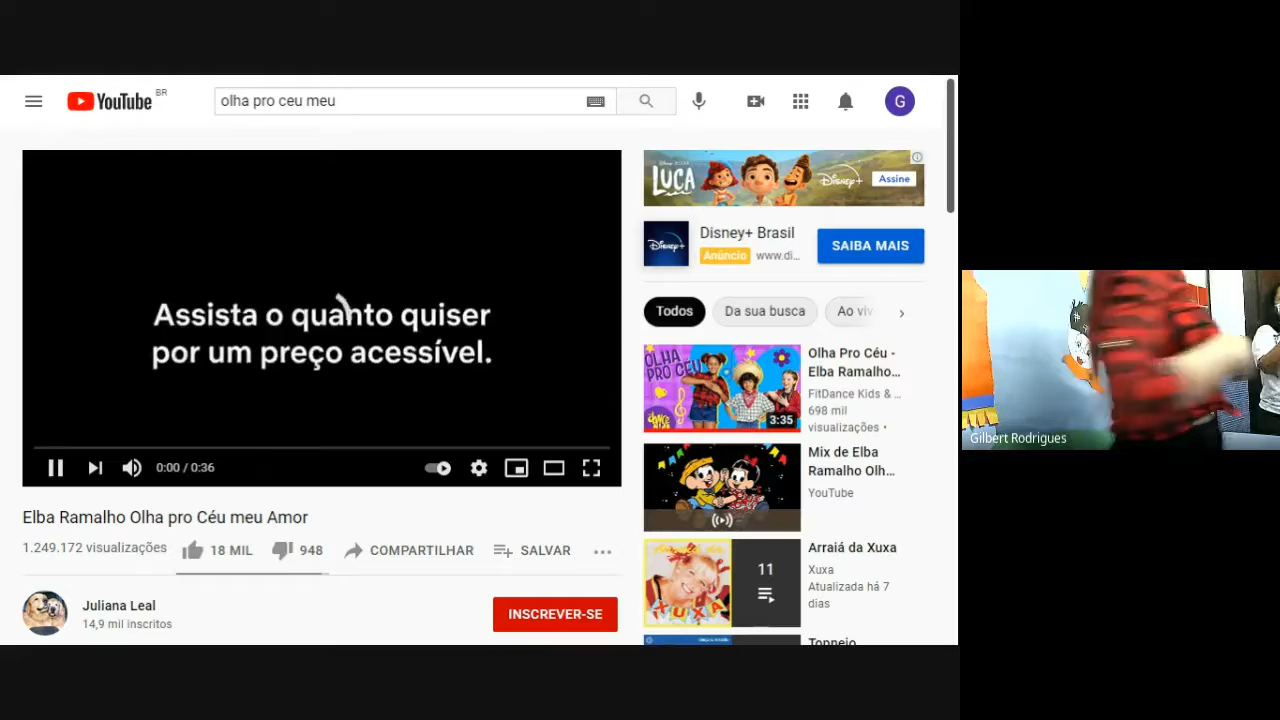 YouTube BR
olha pro ceu meu
G
Assista o quanto quiser
por um preço acessível.
0:00 / 0:36
Elba Ramalho Olha pro Céu meu Amor
1.249.172 visualizações
18 MIL
948
COMPARTILHAR
SALVAR
Juliana Leal
14,9 mil inscritos
INSCREVER-SE
LUCA
Disney+
Assine
Disney+
Disney+ Brasil
Anúncio www.di...
SAIBA MAIS
Todos
Da sua busca
Ao viv
OLHA
PRO CÉU
3:35
Olha Pro Céu -
Elba Ramalho...
FitDance Kids & ...
698 mil
visualizações •
Mix de Elba
Ramalho Olh...
YouTube
XUXA
11
Arraiá da Xuxa
Xuxa
Atualizada há 7
dias
Gilbert Rodrigues